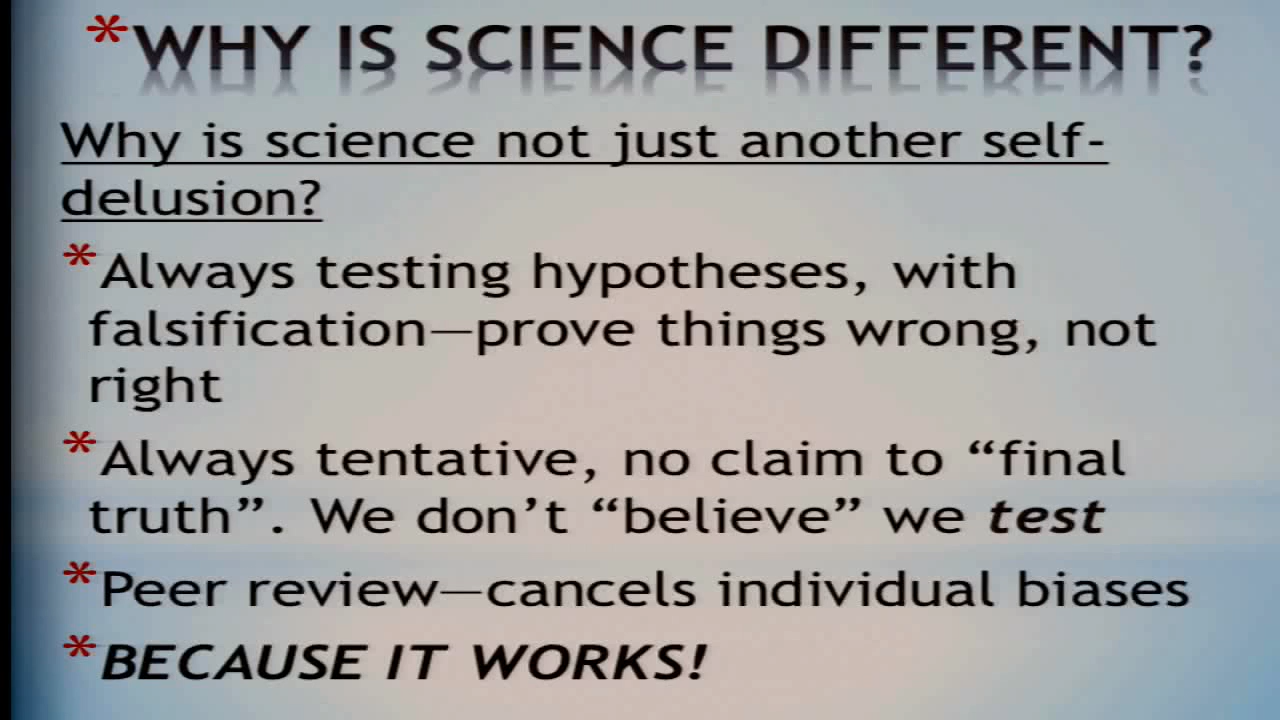 *WHY IS SCIENCE DIFFERENT?
Why is science not just another self-
delusion?
*Always testing hypotheses, with
falsification—prove things wrong, not
right
*Always tentative, no claim to “final
truth”. We don’t “believe” we test
*Peer review—cancels individual biases
*BECAUSE IT WORKS!